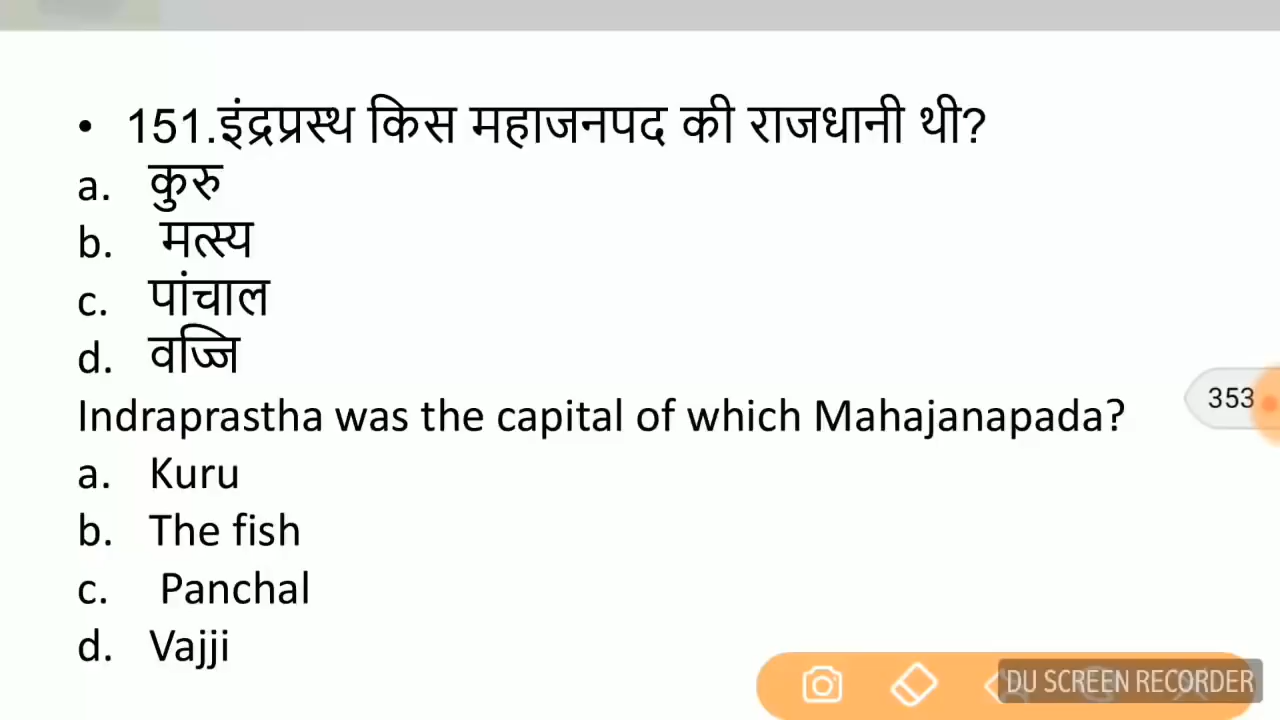 • 151.इंद्रप्रस्थ किस महाजनपद की राजधानी थी?
a. कुरु
b. मत्स्य
c. पांचाल
d. वज्जि
Indraprastha was the capital of which Mahajanapada?
353
a. Kuru
b. The fish
c. Panchal
d. Vajji
DU SCREEN RECORDER